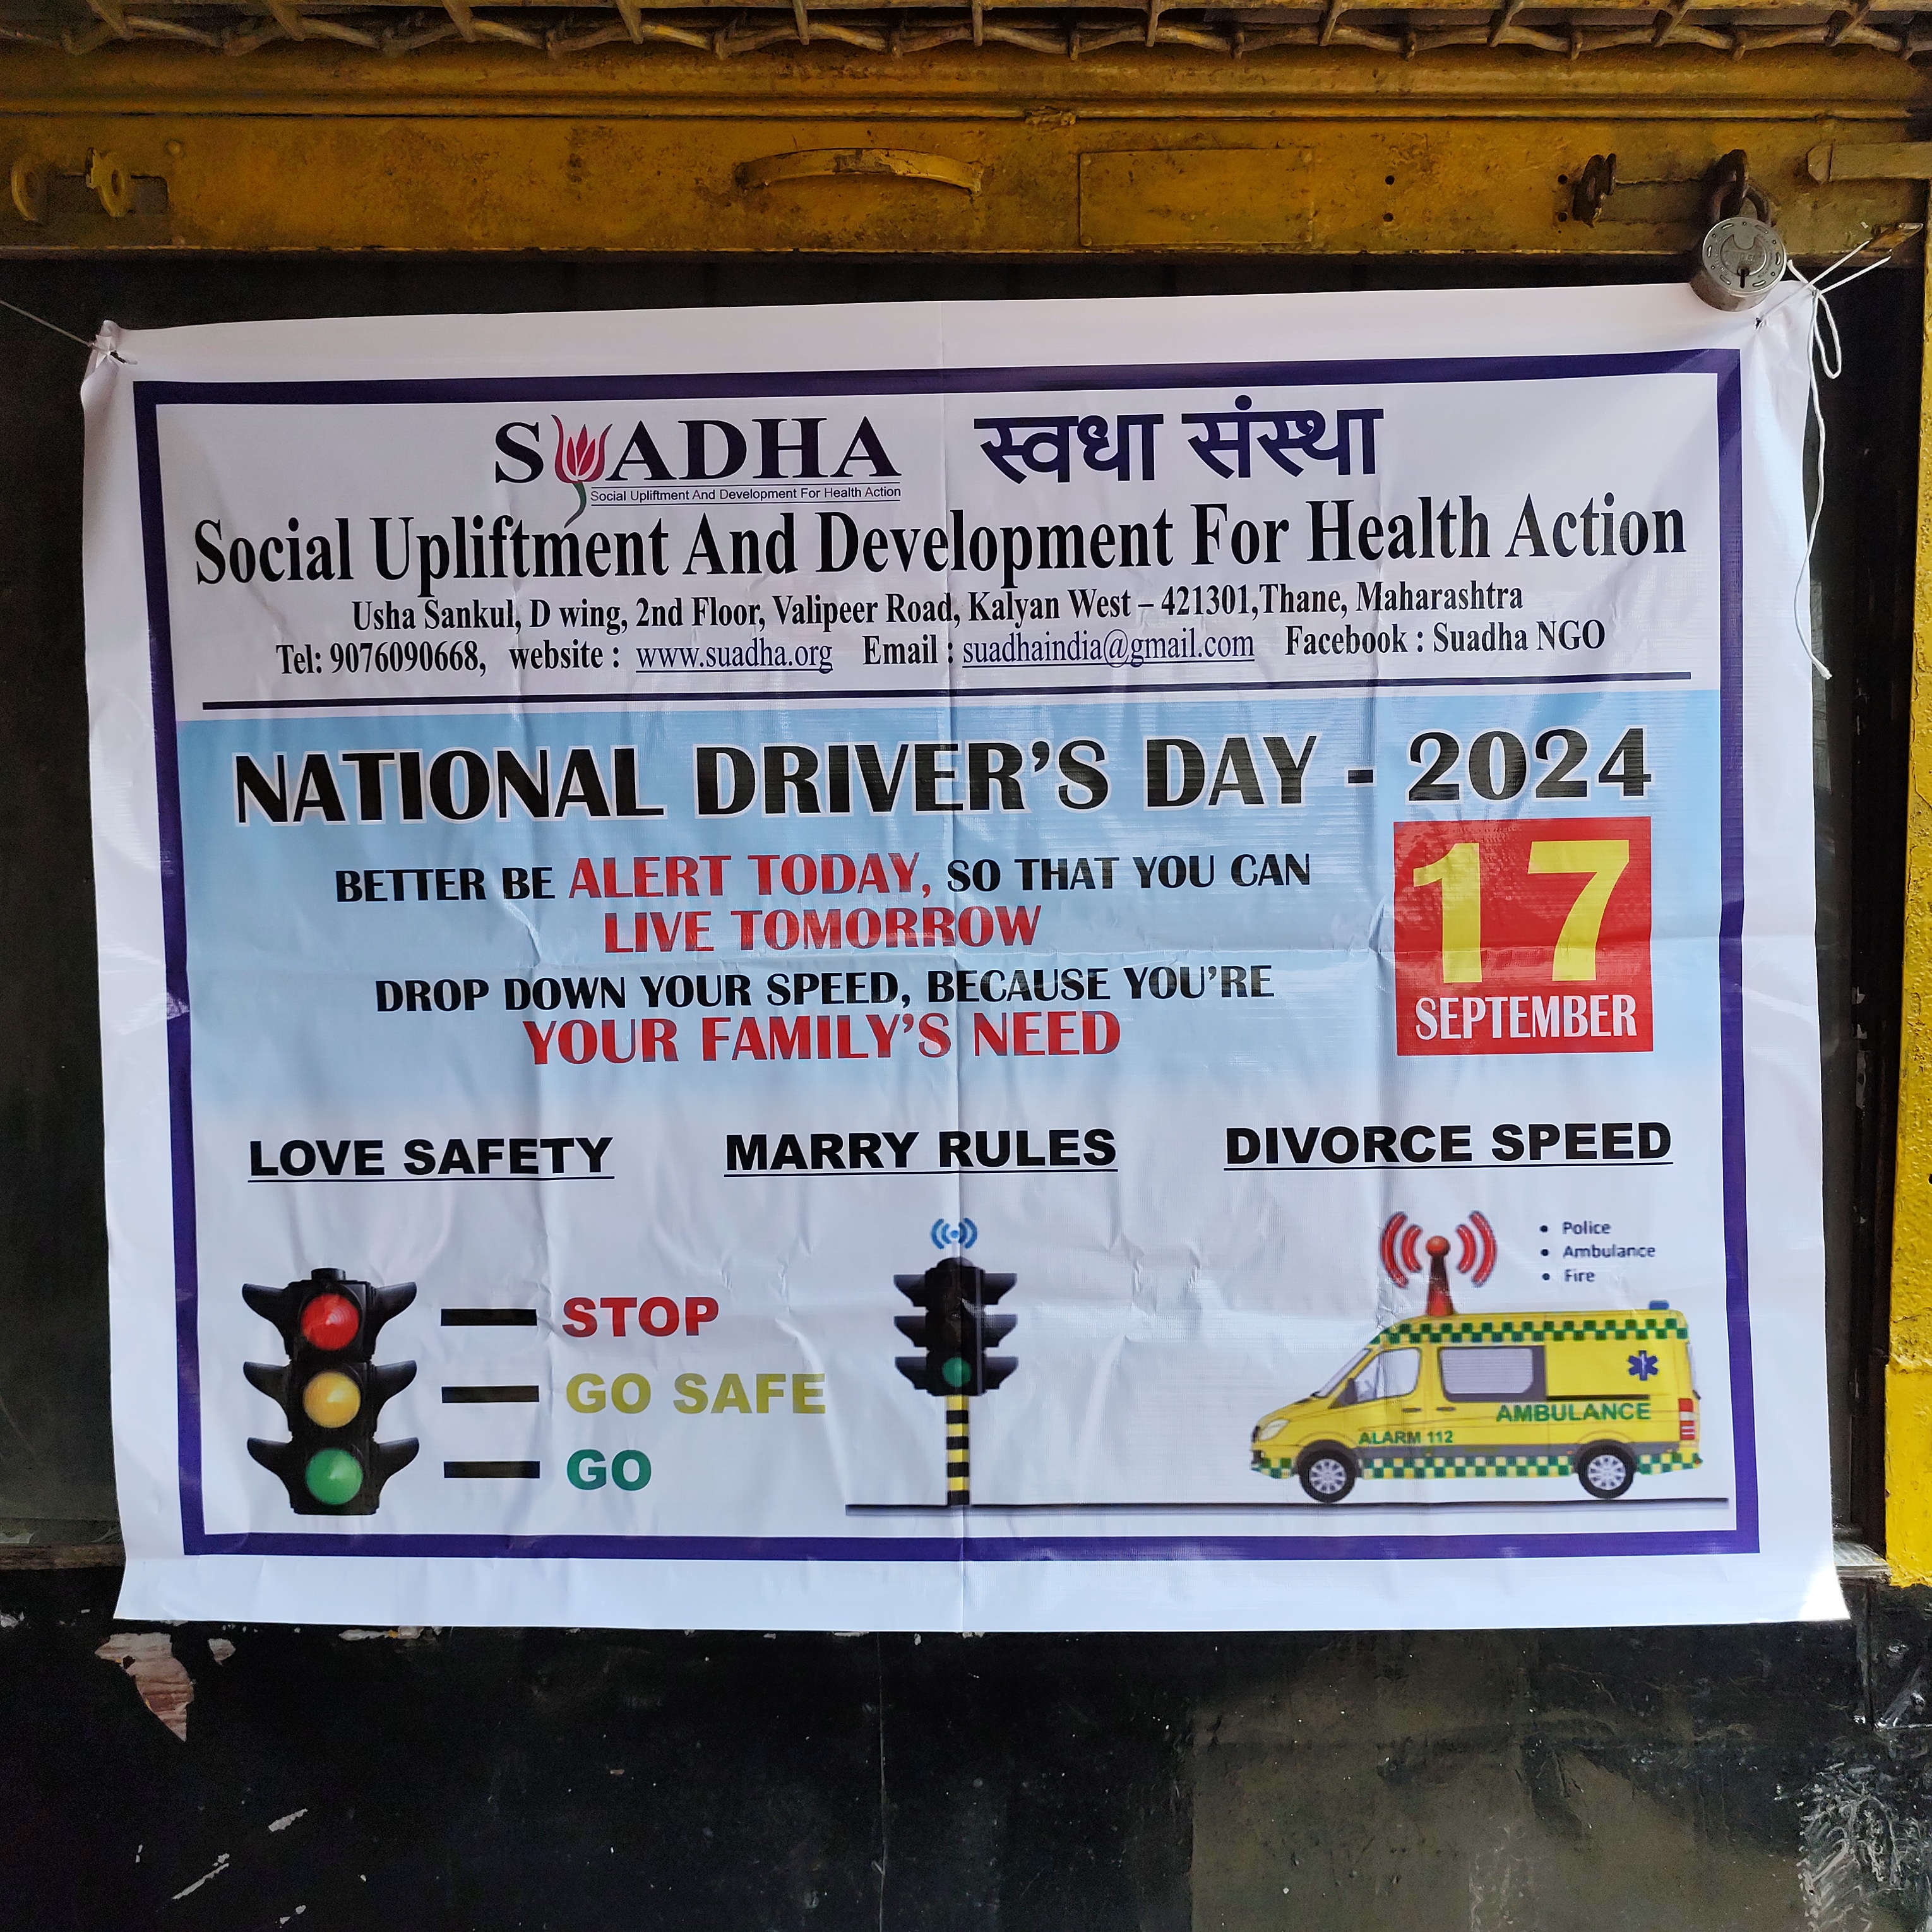 SUADHA स्वधा संस्था
Social Upliftment And Development For Health Action
Social Upliftment And Development For Health Action
Usha Sankul, D wing, 2nd Floor, Valipeer Road, Kalyan West – 421301,Thane, Maharashtra
Tel: 9076090668, website : www.suadha.org Email : suadhaindia@gmail.com Facebook : Suadha NGO
NATIONAL DRIVER'S DAY - 2024
BETTER BE ALERT TODAY, SO THAT YOU CAN
LIVE TOMORROW
DROP DOWN YOUR SPEED, BECAUSE YOU'RE
YOUR FAMILY'S NEED
17
SEPTEMBER
LOVE SAFETY MARRY RULES DIVORCE SPEED
STOP
GO SAFE
GO
• Police
• Ambulance
• Fire
AMBULANCE
ALARM 112